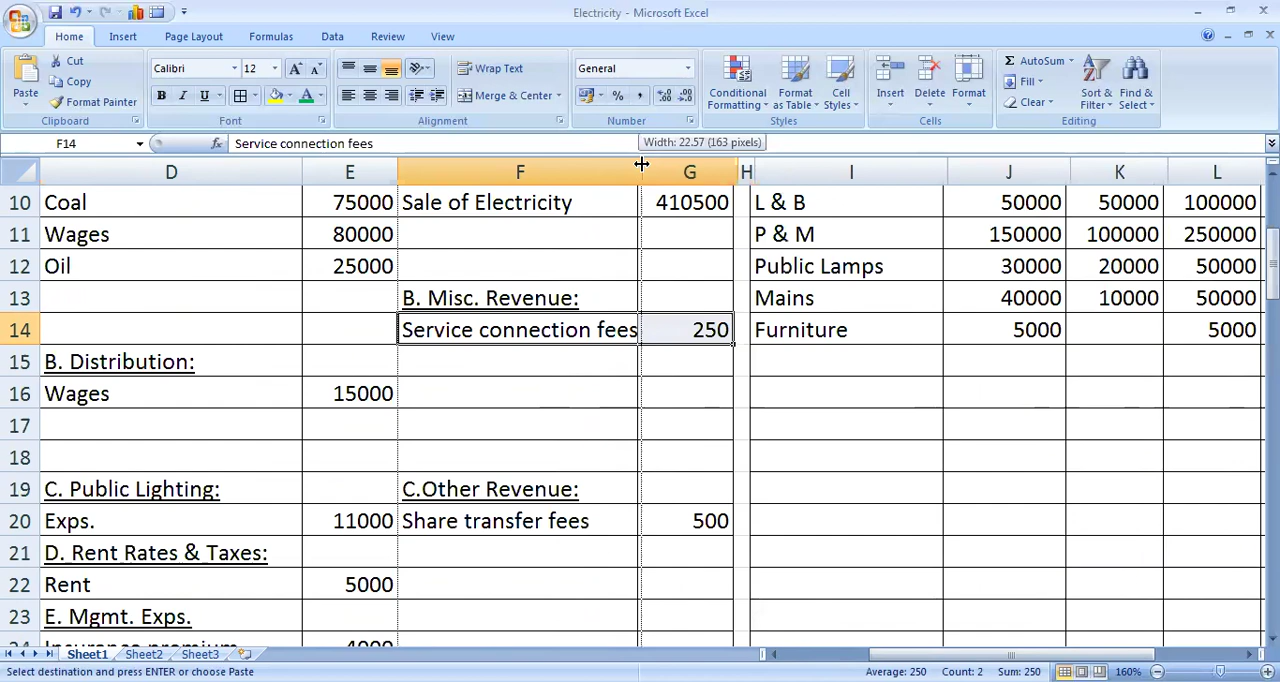 Electricity - Microsoft Excel
Home Insert Page Layout Formulas Data Review View
Paste Cut Copy Format Painter
Calibri 12 A A
B I U A
Wrap Text
Merge & Center
General
% ,
Conditional Formatting Format as Table Cell Styles
Insert Delete Format
Σ AutoSum Fill Clear
Sort & Filter Find & Select
Clipboard Font Alignment Number Styles Cells Editing
F14 fx Service connection fees
Width: 22.57 (163 pixels)
D E F G H I J K L
10 Coal 75000 Sale of Electricity 410500 L & B 50000 50000 100000
11 Wages 80000 P & M 150000 100000 250000
12 Oil 25000 Public Lamps 30000 20000 50000
13 B. Misc. Revenue: Mains 40000 10000 50000
14 Service connection fees 250 Furniture 5000 5000
15 B. Distribution:
16 Wages 15000
17
18
19 C. Public Lighting: C.Other Revenue:
20 Exps. 11000 Share transfer fees 500
21 D. Rent Rates & Taxes:
22 Rent 5000
23 E. Mgmt. Exps.
24 Insurance premium 4000
Sheet1 Sheet2 Sheet3
Select destination and press ENTER or choose Paste Average: 250 Count: 2 Sum: 250 160%